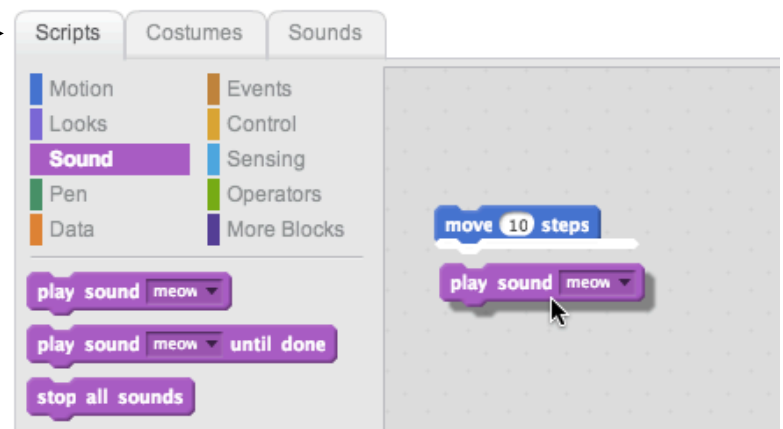 Scripts Costumes Sounds
Motion Events
Looks Control
Sound Sensing
Pen Operators
Data More Blocks
play sound meow
play sound meow until done
stop all sounds
move 10 steps
play sound meow